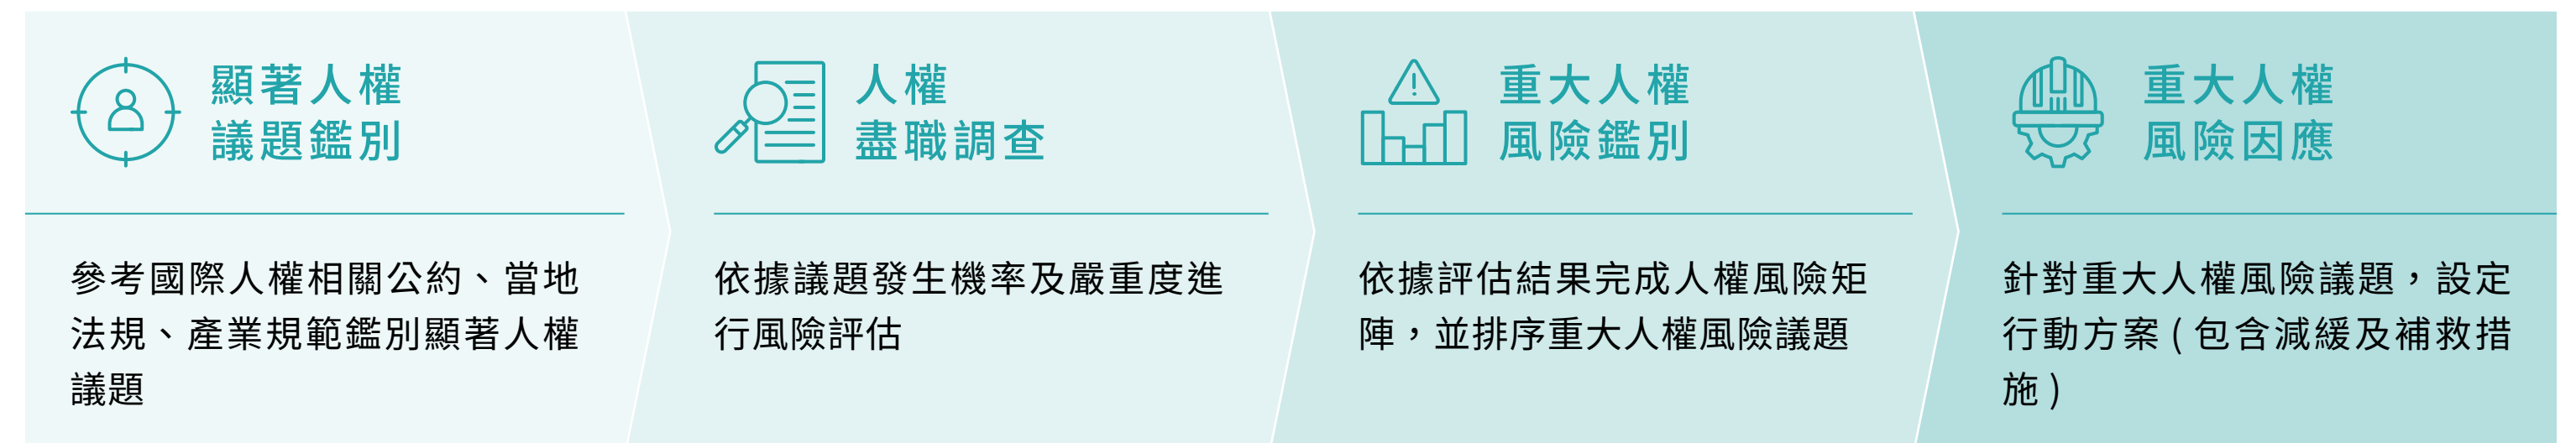 顯著人權
議題鑑別
參考國際人權相關公約、當地
法規、產業規範鑑別顯著人權
議題
人權
盡職調查
依據議題發生機率及嚴重度進
行風險評估
重大人權
風險鑑別
依據評估結果完成人權風險矩
陣，並排序重大人權風險議題
重大人權
風險因應
針對重大人權風險議題，設定
行動方案 ( 包含減緩及補救措
施 )